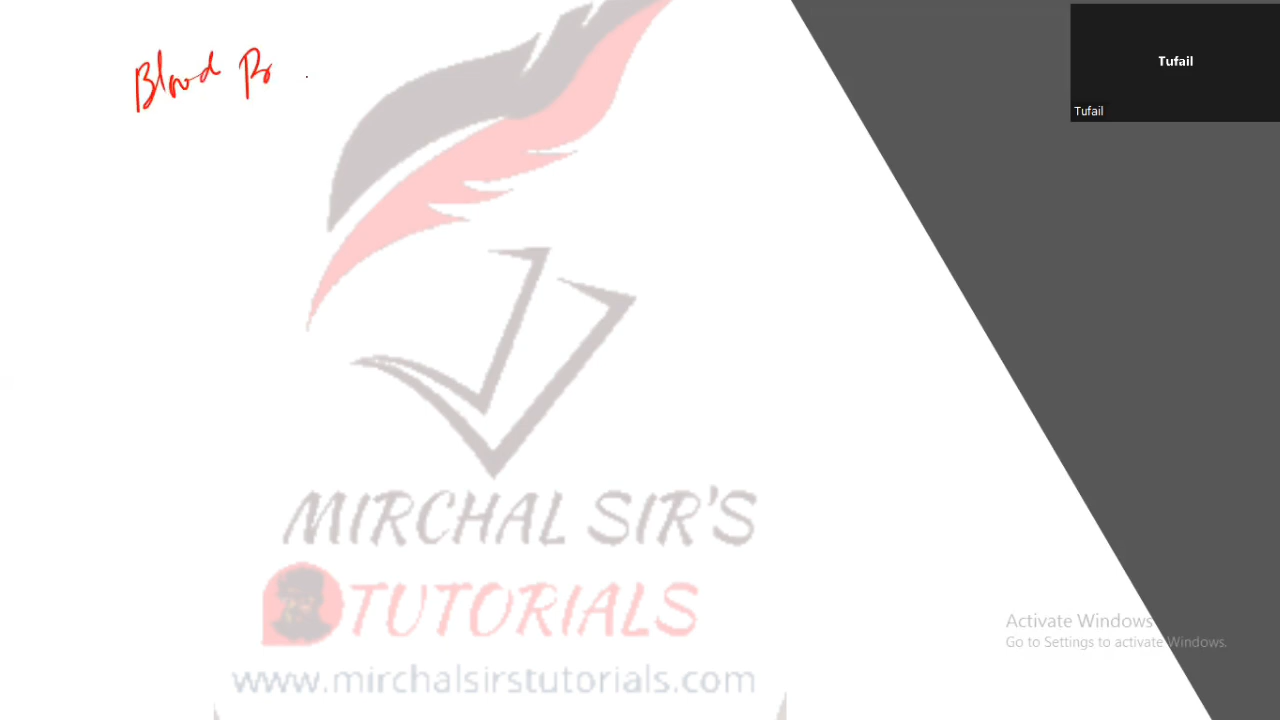 Blood Pr
Tufail
Tufail
MIRCHAL SIR'S
TUTORIALS
www.mirchalsirstutorials.com
Activate Windows
Go to Settings to activate Windows.